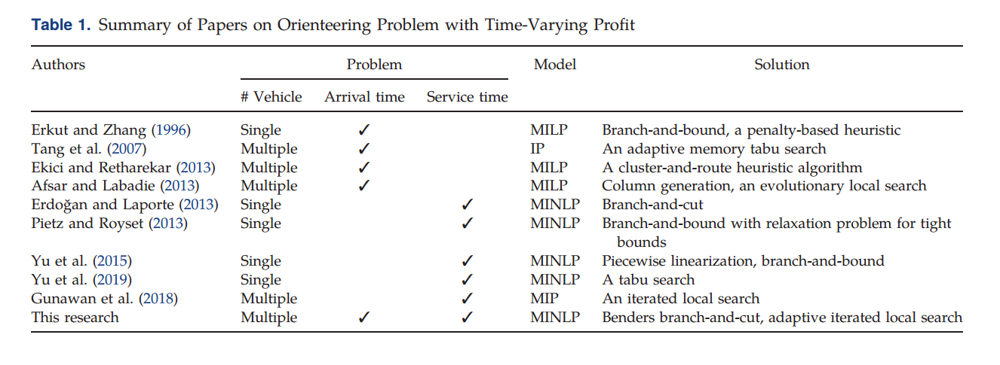 Table 1. Summary of Papers on Orienteering Problem with Time-Varying Profit
Authors Problem Model Solution
# Vehicle Arrival time Service time
Erkut and Zhang (1996) Single ✓ MILP Branch-and-bound, a penalty-based heuristic
Tang et al. (2007) Multiple ✓ IP An adaptive memory tabu search
Ekici and Retharekar (2013) Multiple ✓ MILP A cluster-and-route heuristic algorithm
Afsar and Labadie (2013) Multiple ✓ MILP Column generation, an evolutionary local search
Erdoğan and Laporte (2013) Single ✓ MINLP Branch-and-cut
Pietz and Royset (2013) Single ✓ MINLP Branch-and-bound with relaxation problem for tight
bounds
Yu et al. (2015) Single ✓ MINLP Piecewise linearization, branch-and-bound
Yu et al. (2019) Single ✓ MINLP A tabu search
Gunawan et al. (2018) Multiple ✓ MIP An iterated local search
This research Multiple ✓ ✓ MINLP Benders branch-and-cut, adaptive iterated local search